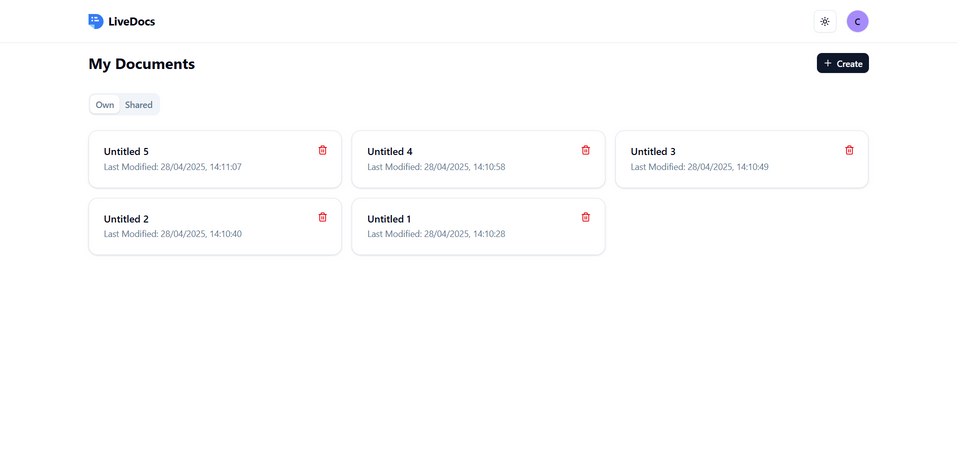 LiveDocs
C
My Documents
+ Create
Own
Shared
Untitled 5
Last Modified: 28/04/2025, 14:11:07
Untitled 4
Last Modified: 28/04/2025, 14:10:58
Untitled 3
Last Modified: 28/04/2025, 14:10:49
Untitled 2
Last Modified: 28/04/2025, 14:10:40
Untitled 1
Last Modified: 28/04/2025, 14:10:28